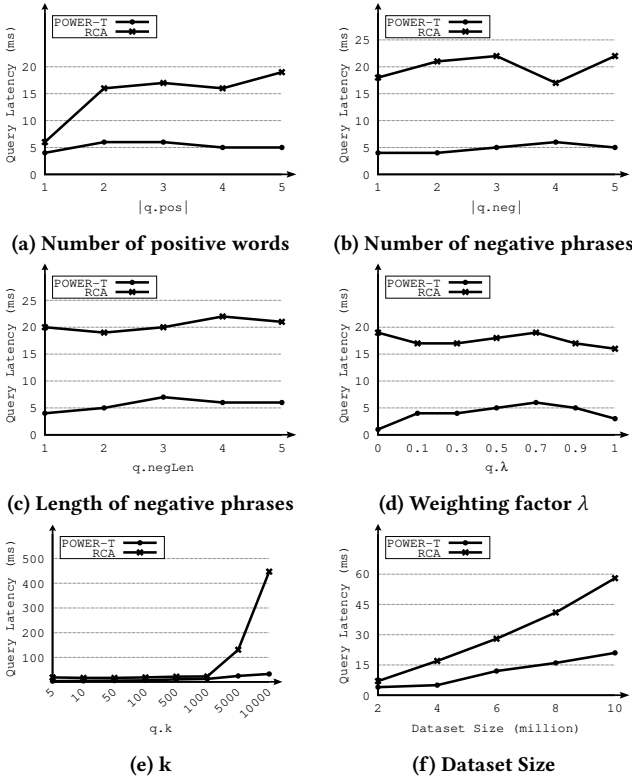 POWER-T
RCA
Query Latency (ms)
20
15
10
5
0
1 2 3 4 5
|q.pos|
(a) Number of positive words
POWER-T
RCA
Query Latency (ms)
25
20
15
10
5
0
1 2 3 4 5
|q.neg|
(b) Number of negative phrases
POWER-T
RCA
Query Latency (ms)
25
20
15
10
5
0
1 2 3 4 5
q.negLen
(c) Length of negative phrases
POWER-T
RCA
Query Latency (ms)
25
20
15
10
5
0
0 0.1 0.3 0.5 0.7 0.9 1
q.λ
(d) Weighting factor λ
POWER-T
RCA
Query Latency (ms)
500
400
300
200
100
5 10 50 100 500 1000 5000 10000
q.k
(e) k
POWER-T
RCA
Query Latency (ms)
60
45
30
15
2 4 6 8 10
Dataset Size (million)
(f) Dataset Size